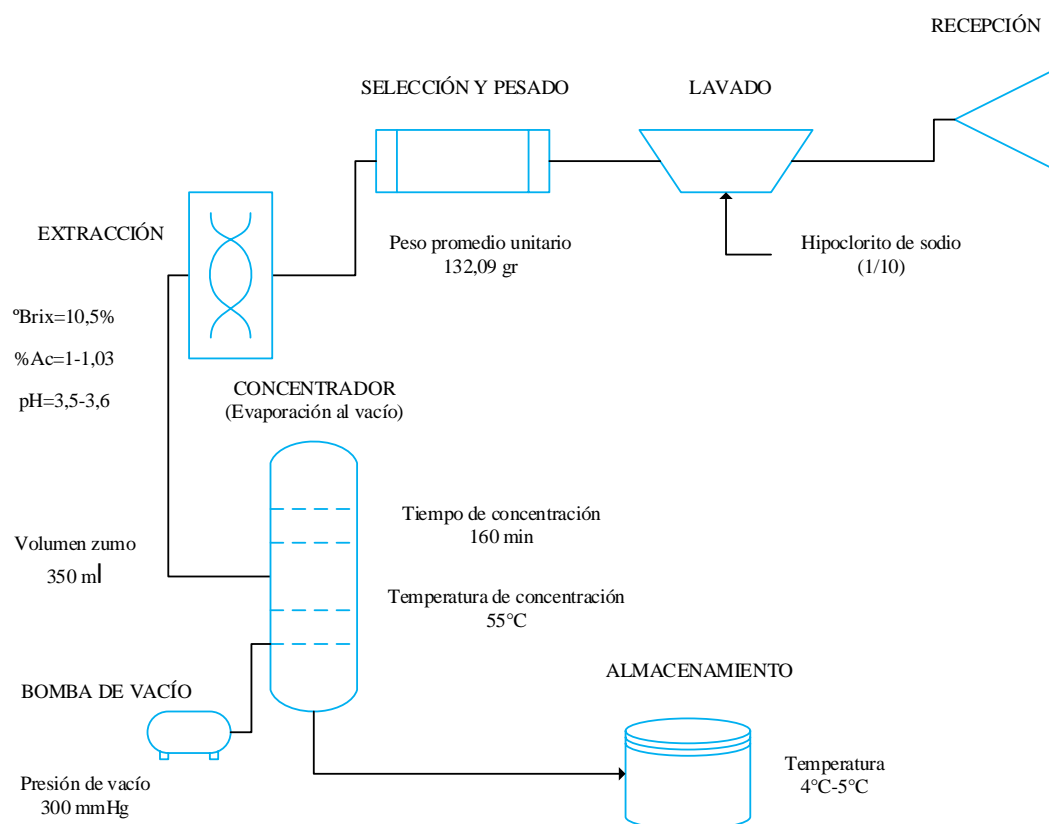 RECEPCIÓN
SELECCIÓN Y PESADO
LAVADO
EXTRACCIÓN
Peso promedio unitario
132,09 gr
Hipoclorito de sodio
(1/10)
ºBrix=10,5%
%Ac=1-1,03
pH=3,5-3,6
CONCENTRADOR
(Evaporación al vacío)
Tiempo de concentración
160 min
Volumen zumo
350 ml
Temperatura de concentración
55°C
ALMACENAMIENTO
BOMBA DE VACÍO
Temperatura
4°C-5°C
Presión de vacío
300 mmHg